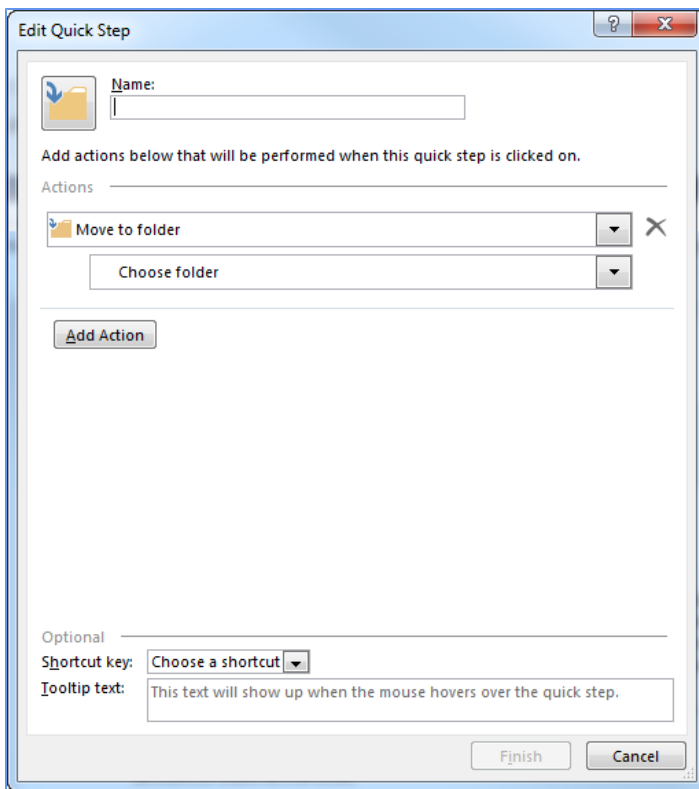 Edit Quick Step
?
Name:
Add actions below that will be performed when this quick step is clicked on.
Actions
Move to folder
Choose folder
Add Action
Optional
Shortcut key: Choose a shortcut
Tooltip text: This text will show up when the mouse hovers over the quick step.
Finish Cancel